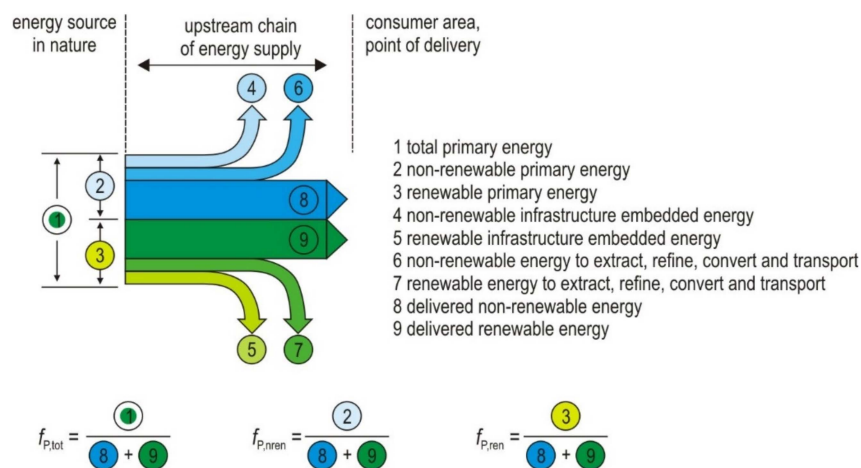 energy source
in nature
upstream chain
of energy supply
consumer area,
point of delivery
4
6
1
2
3
8
9
5
7
1 total primary energy
2 non-renewable primary energy
3 renewable primary energy
4 non-renewable infrastructure embedded energy
5 renewable infrastructure embedded energy
6 non-renewable energy to extract, refine, convert and transport
7 renewable energy to extract, refine, convert and transport
8 delivered non-renewable energy
9 delivered renewable energy
f P,tot = 1 / 8 + 9
f P,nren = 2 / 8 + 9
f P,ren = 3 / 8 + 9